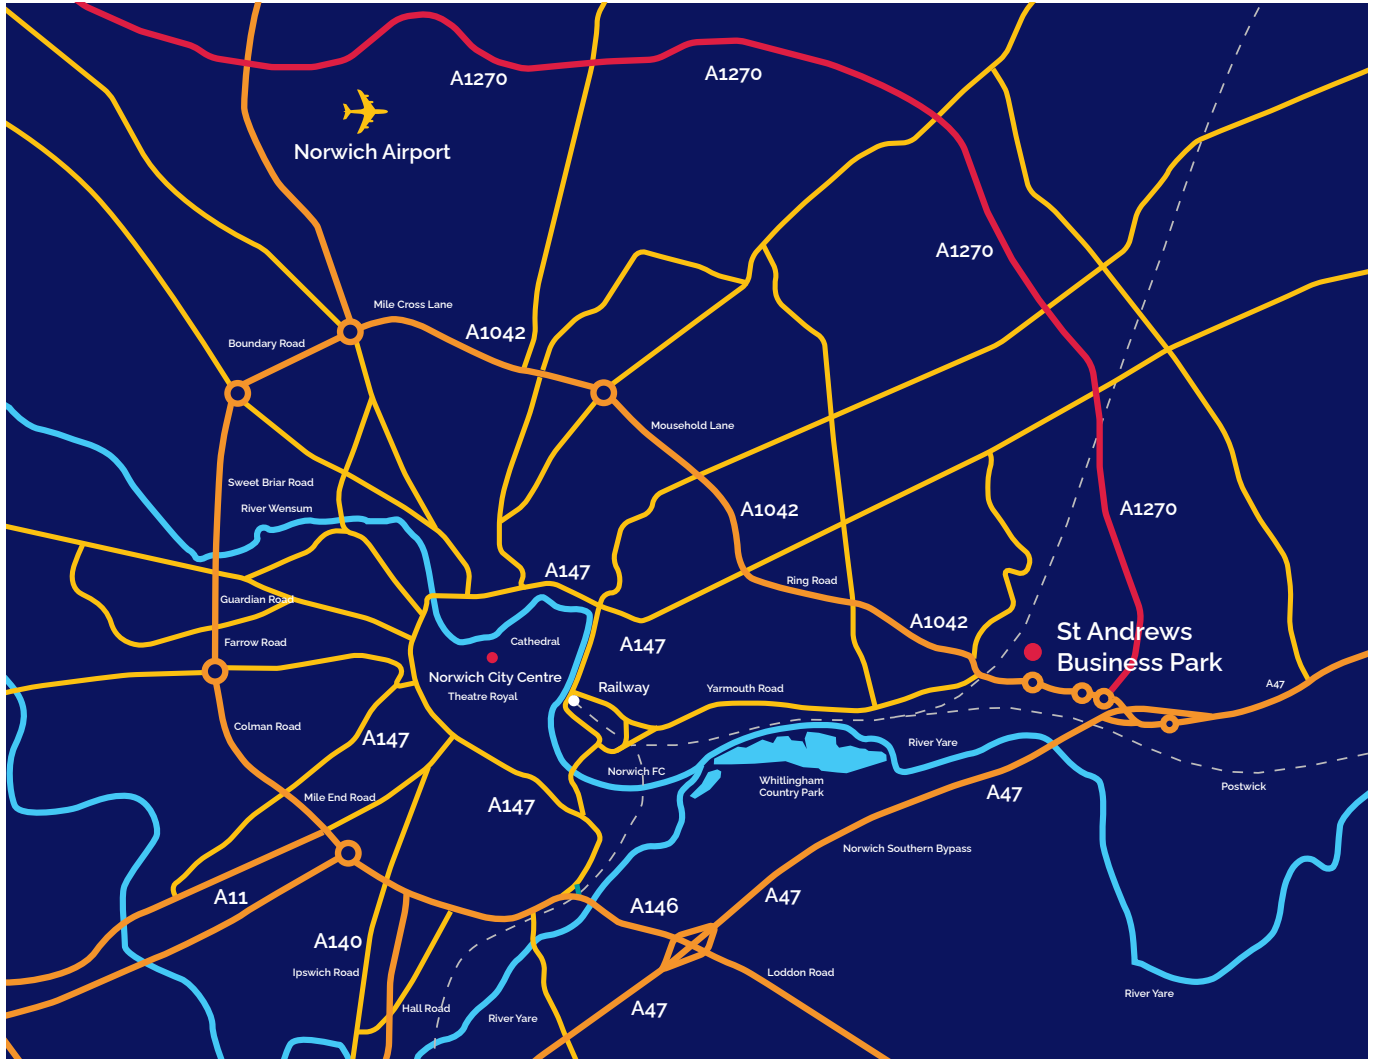 A1270
A1270
Norwich Airport
A1270
Mile Cross Lane
A1042
Boundary Road
Mousehold Lane
Sweet Briar Road
River Wensum
A1042
A1270
A147
Ring Road
Guardian Road
A1042
Farrow Road
Cathedral
A147
St Andrews
Business Park
Norwich City Centre
Theatre Royal
Railway
Yarmouth Road
A47
Colman Road
A147
River Yare
Norwich FC
Whitlingham
Country Park
Postwick
Mile End Road
A147
A47
Norwich Southern Bypass
A11
A47
A146
A140
Ipswich Road
Loddon Road
River Yare
Hall Road
River Yare
A47